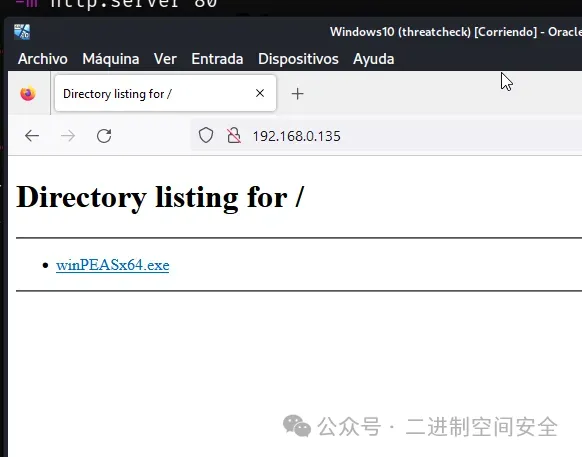 -m http.server 80
Windows10 (threatcheck) [Corriendo] - Oracle
Archivo Máquina Ver Entrada Dispositivos Ayuda
Directory listing for /
192.168.0.135
Directory listing for /
winPEASx64.exe
公众号 · 二进制空间安全